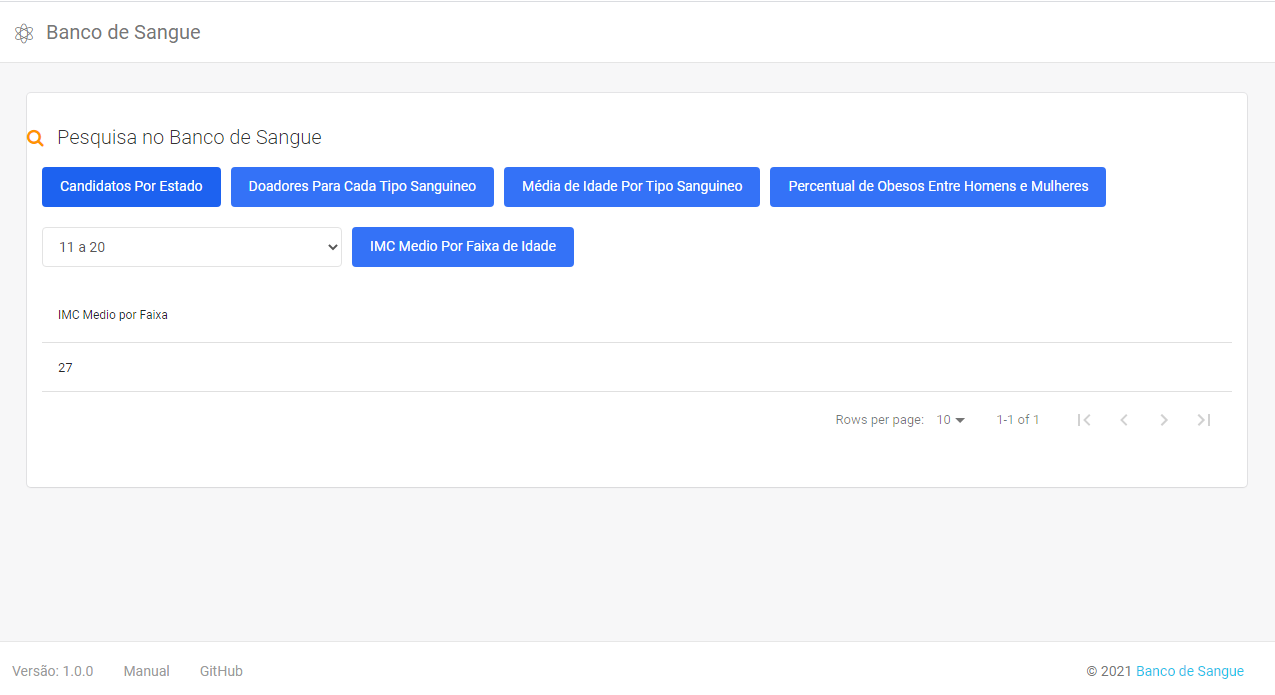 Banco de Sangue
Pesquisa no Banco de Sangue
Candidatos Por Estado Doadores Para Cada Tipo Sanguineo Média de Idade Por Tipo Sanguineo Percentual de Obesos Entre Homens e Mulheres
11 a 20 IMC Medio Por Faixa de Idade
IMC Medio por Faixa
27
Rows per page: 10 1-1 of 1
Versão: 1.0.0 Manual GitHub © 2021 Banco de Sangue